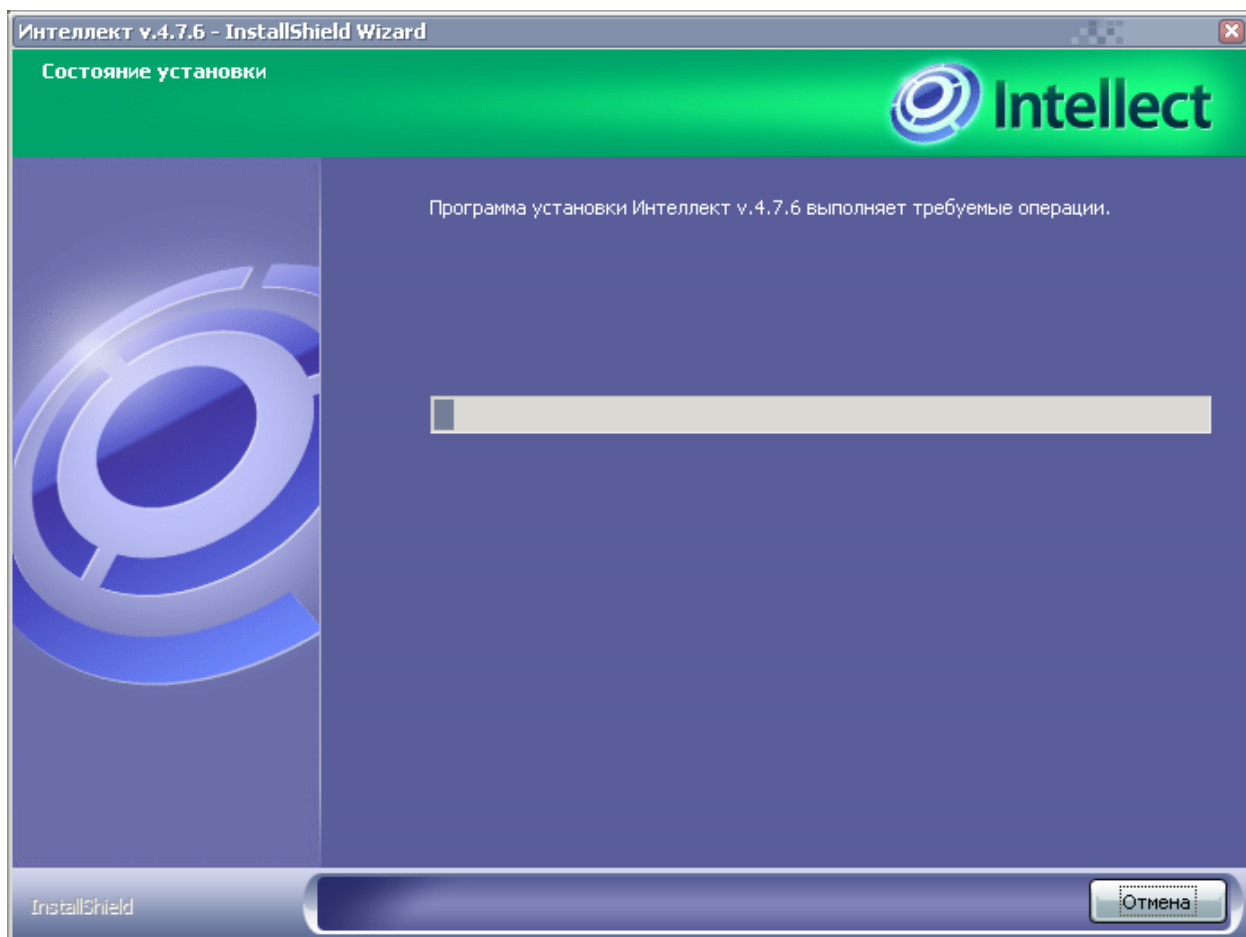 Интеллект v.4.7.6 - InstallShield Wizard
Состояние установки
Intellect
Программа установки Интеллект v.4.7.6 выполняет требуемые операции.
InstallShield
Отмена